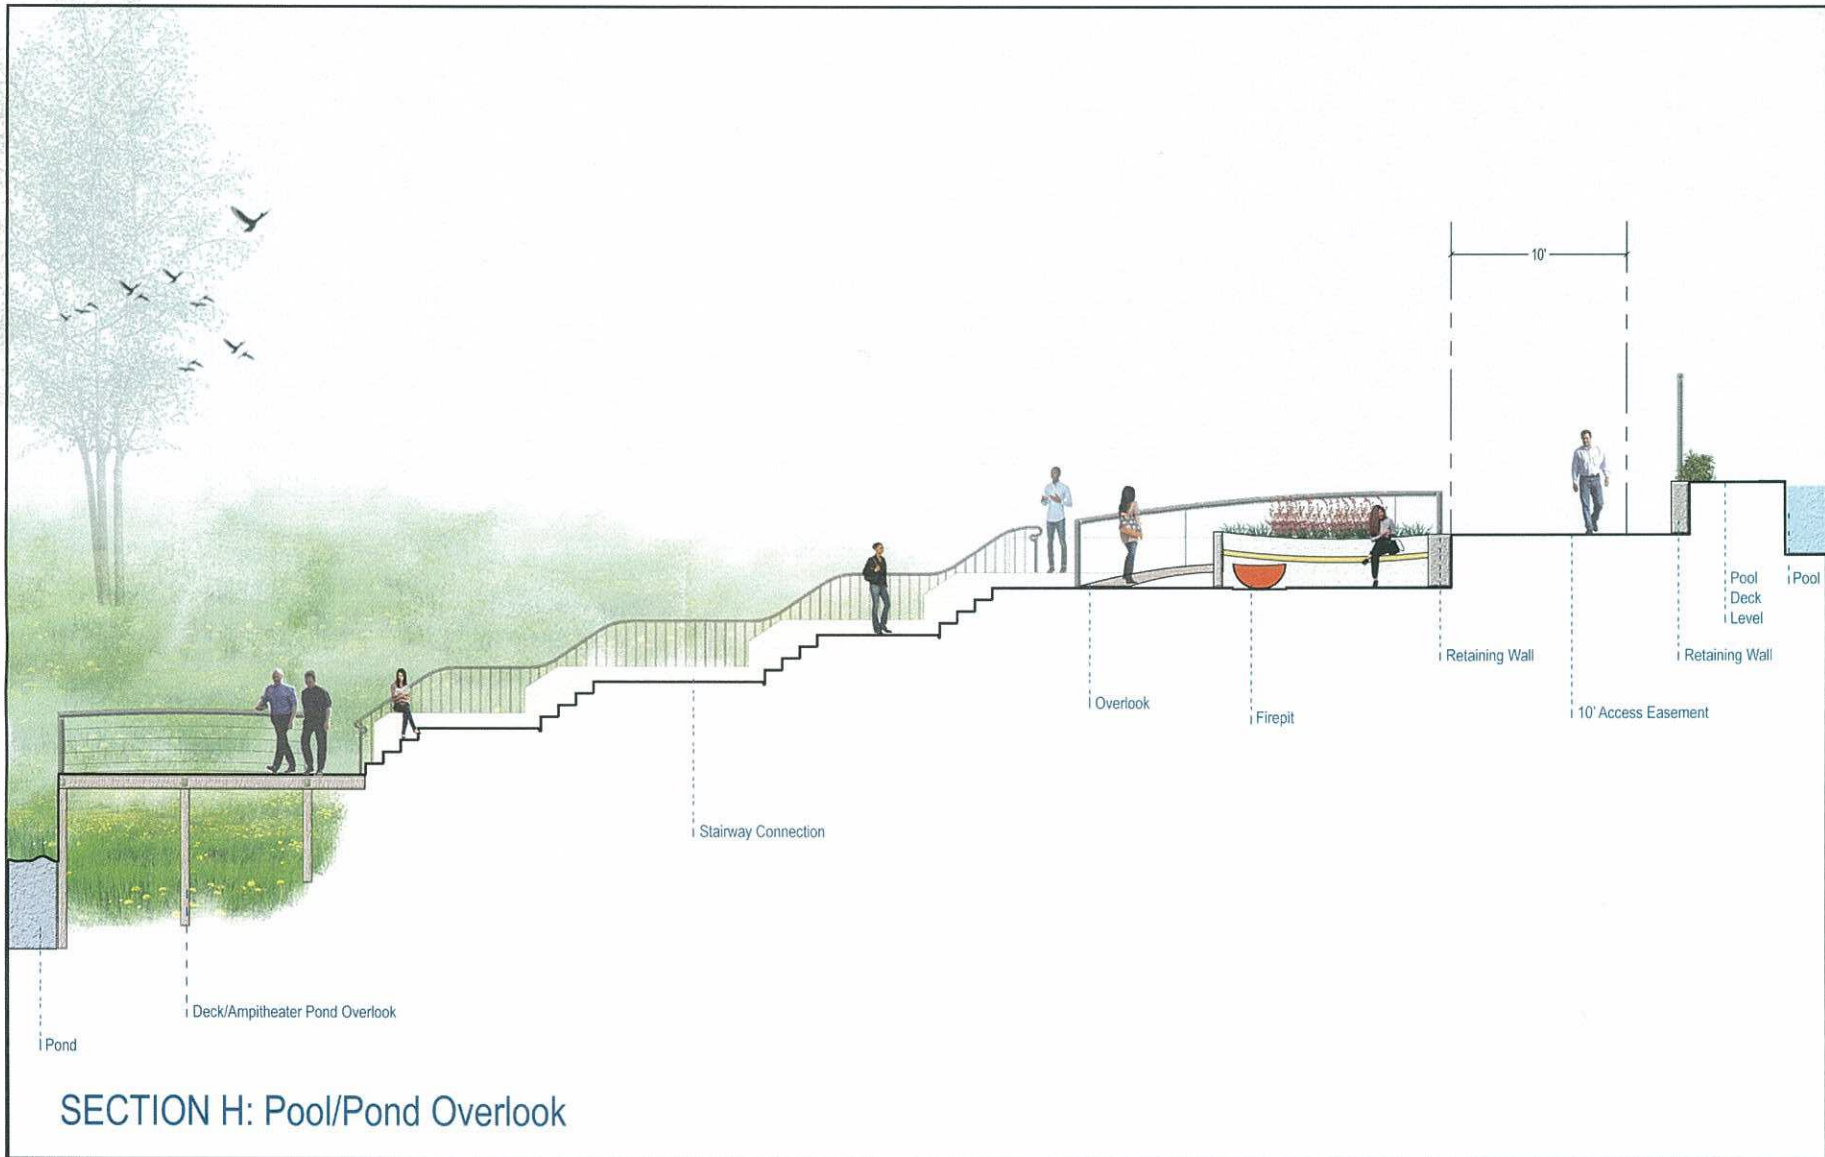 10'
Pool
Deck
Level
Pool
Retaining Wall
Retaining Wall
Overlook
Firepit
10' Access Easement
Stairway Connection
Deck/Ampitheater Pond Overlook
Pond
SECTION H: Pool/Pond Overlook